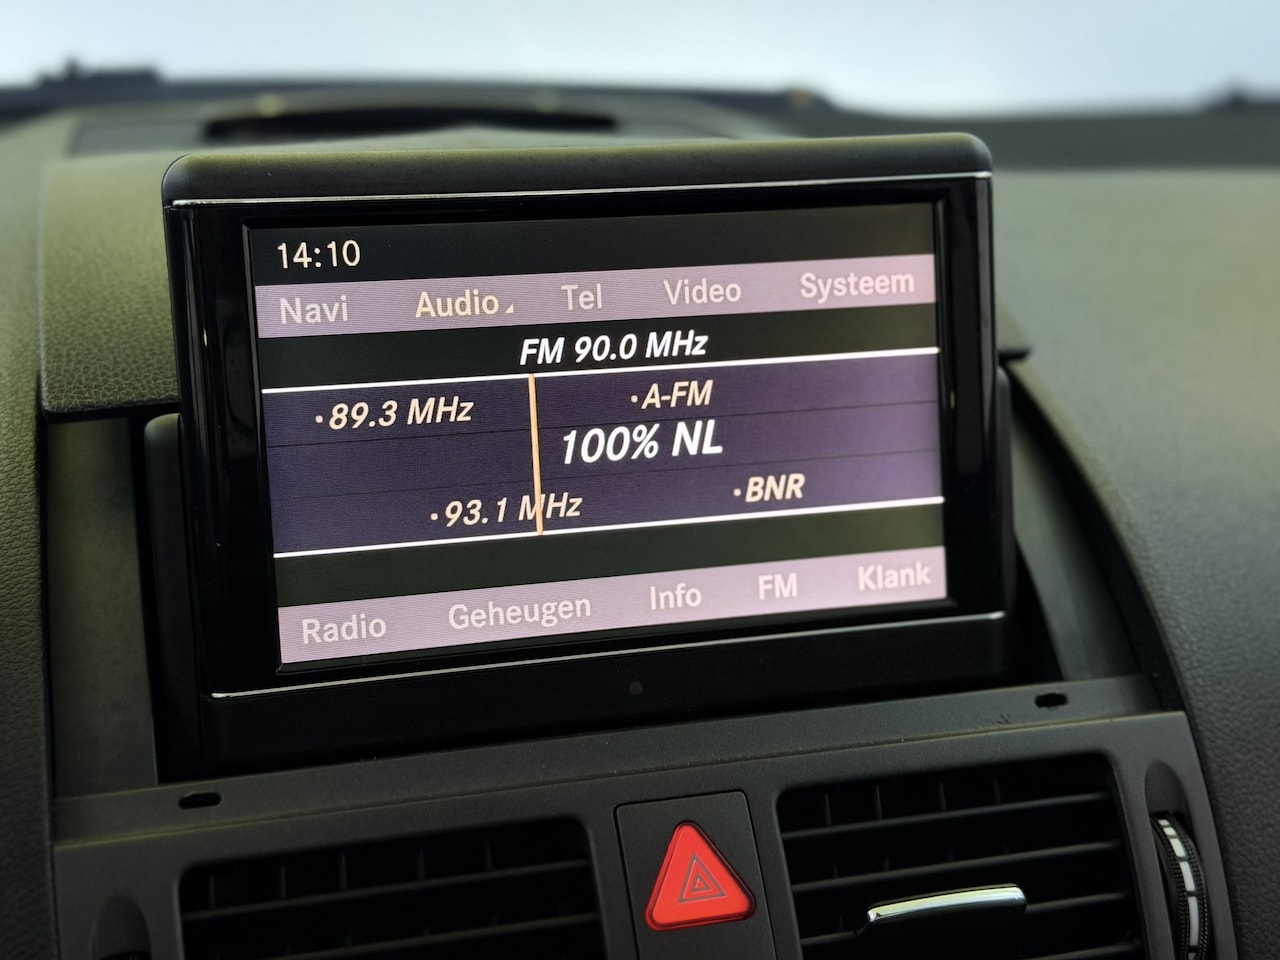 14:10
Navi Audio Tel Video Systeem
FM 90.0 MHz
·89.3 MHz ·A-FM
100% NL
·93.1 MHz ·BNR
Radio Geheugen Info FM Klank